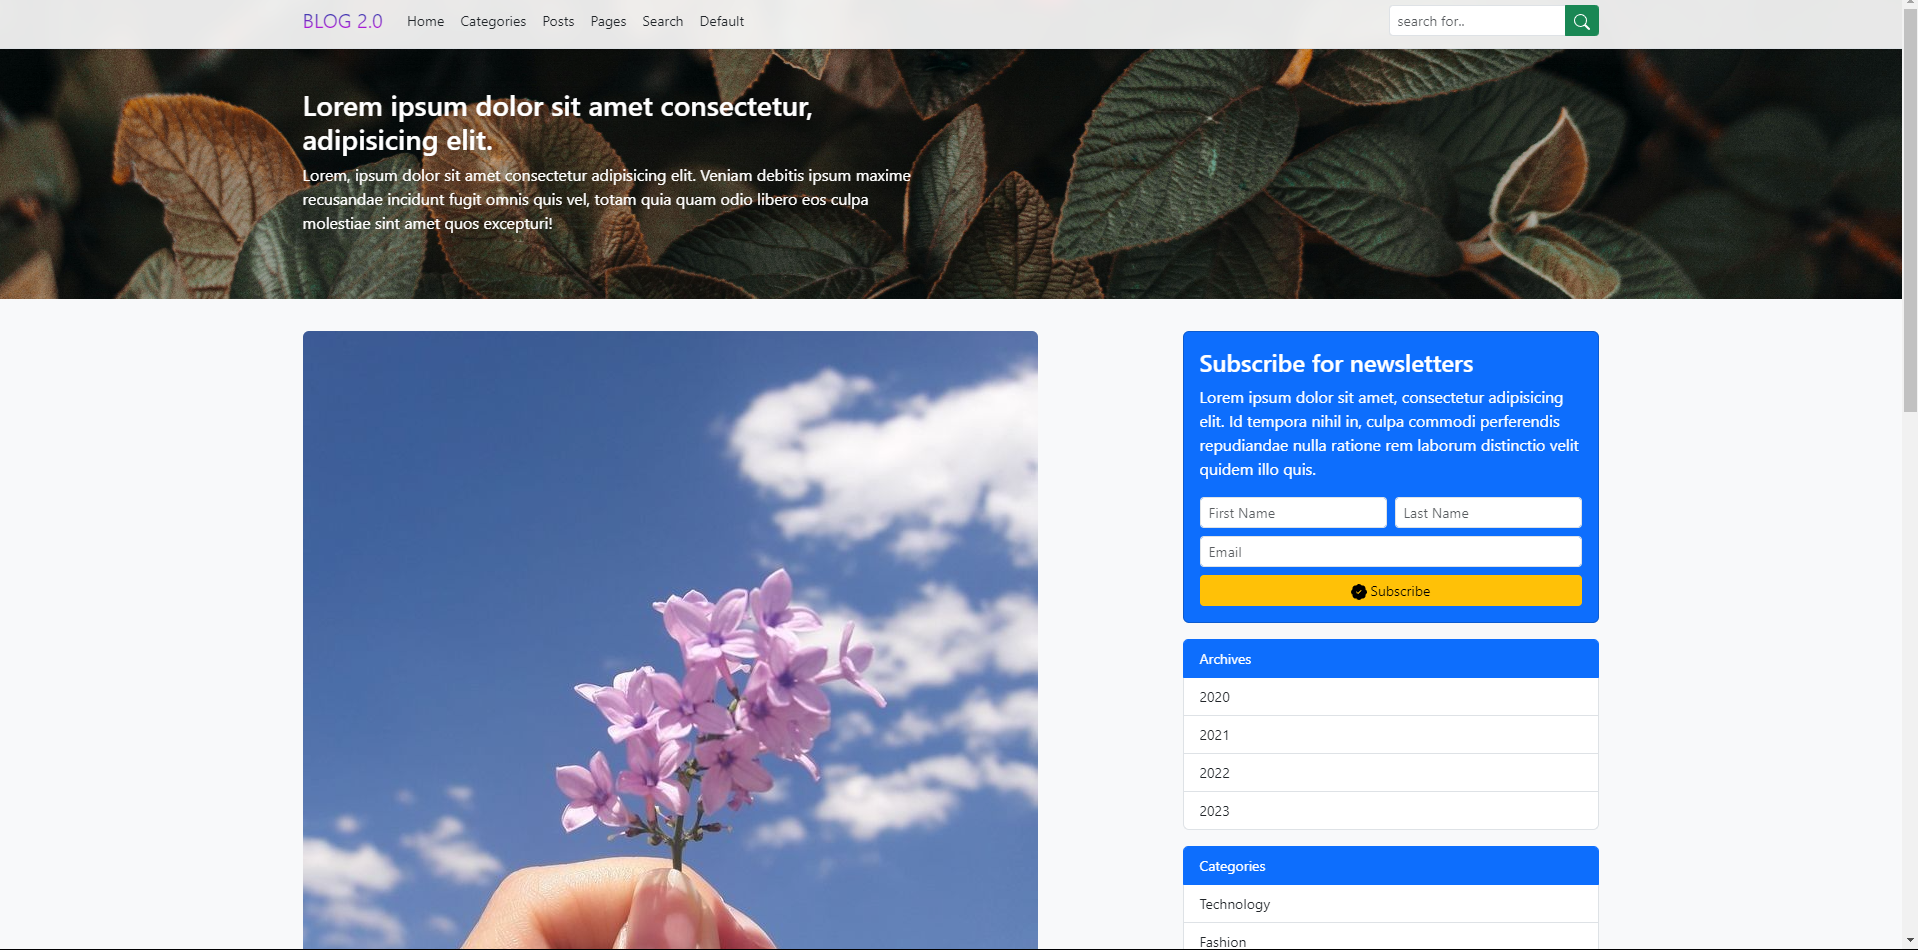 BLOG 2.0 Home Categories Posts Pages Search Default search for..
Lorem ipsum dolor sit amet consectetur,
adipisicing elit.
Lorem, ipsum dolor sit amet consectetur adipisicing elit. Veniam debitis ipsum maxime
recusandae incidunt fugit omnis quis vel, totam quia quam odio libero eos culpa
molestiae sint amet quos excepturi!
Subscribe for newsletters
Lorem ipsum dolor sit amet, consectetur adipisicing
elit. Id tempora nihil in, culpa commodi perferendis
repudiandae nulla ratione rem laborum distinctio velit
quidem illo quis.
First Name Last Name
Email
Subscribe
Archives
2020
2021
2022
2023
Categories
Technology
Fashion